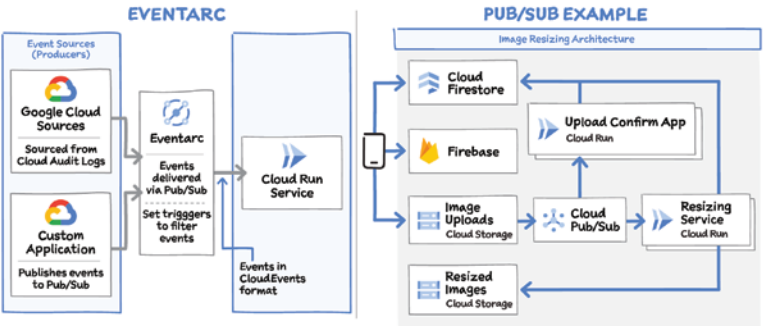 EVENTARC
Event Sources
(Producers)
Google Cloud
Sources
Sourced from
Cloud Audit Logs
Custom
Application
Publishes events
to Pub/Sub
Eventarc
Events
delivered
via Pub/Sub
Set trigggers
to filter
events
Cloud Run
Service
Events in
CloudEvents
format
PUB/SUB EXAMPLE
Image Resizing Architecture
Cloud
Firestore
Upload Confirm App
Cloud Run
Firebase
Image
Uploads
Cloud Storage
Cloud
Pub/Sub
Resizing
Service
Cloud Run
Resized
Images
Cloud Storage